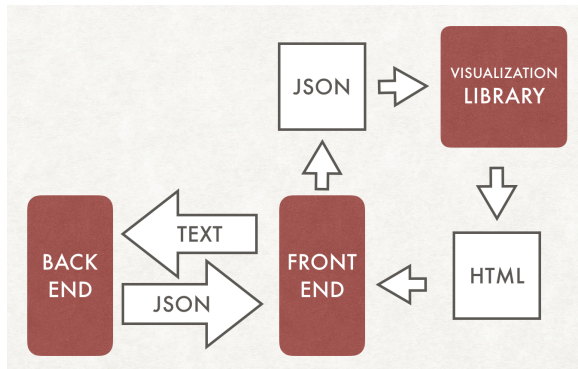 JSON
VISUALIZATION
LIBRARY
TEXT
BACK
END
JSON
FRONT
END
HTML